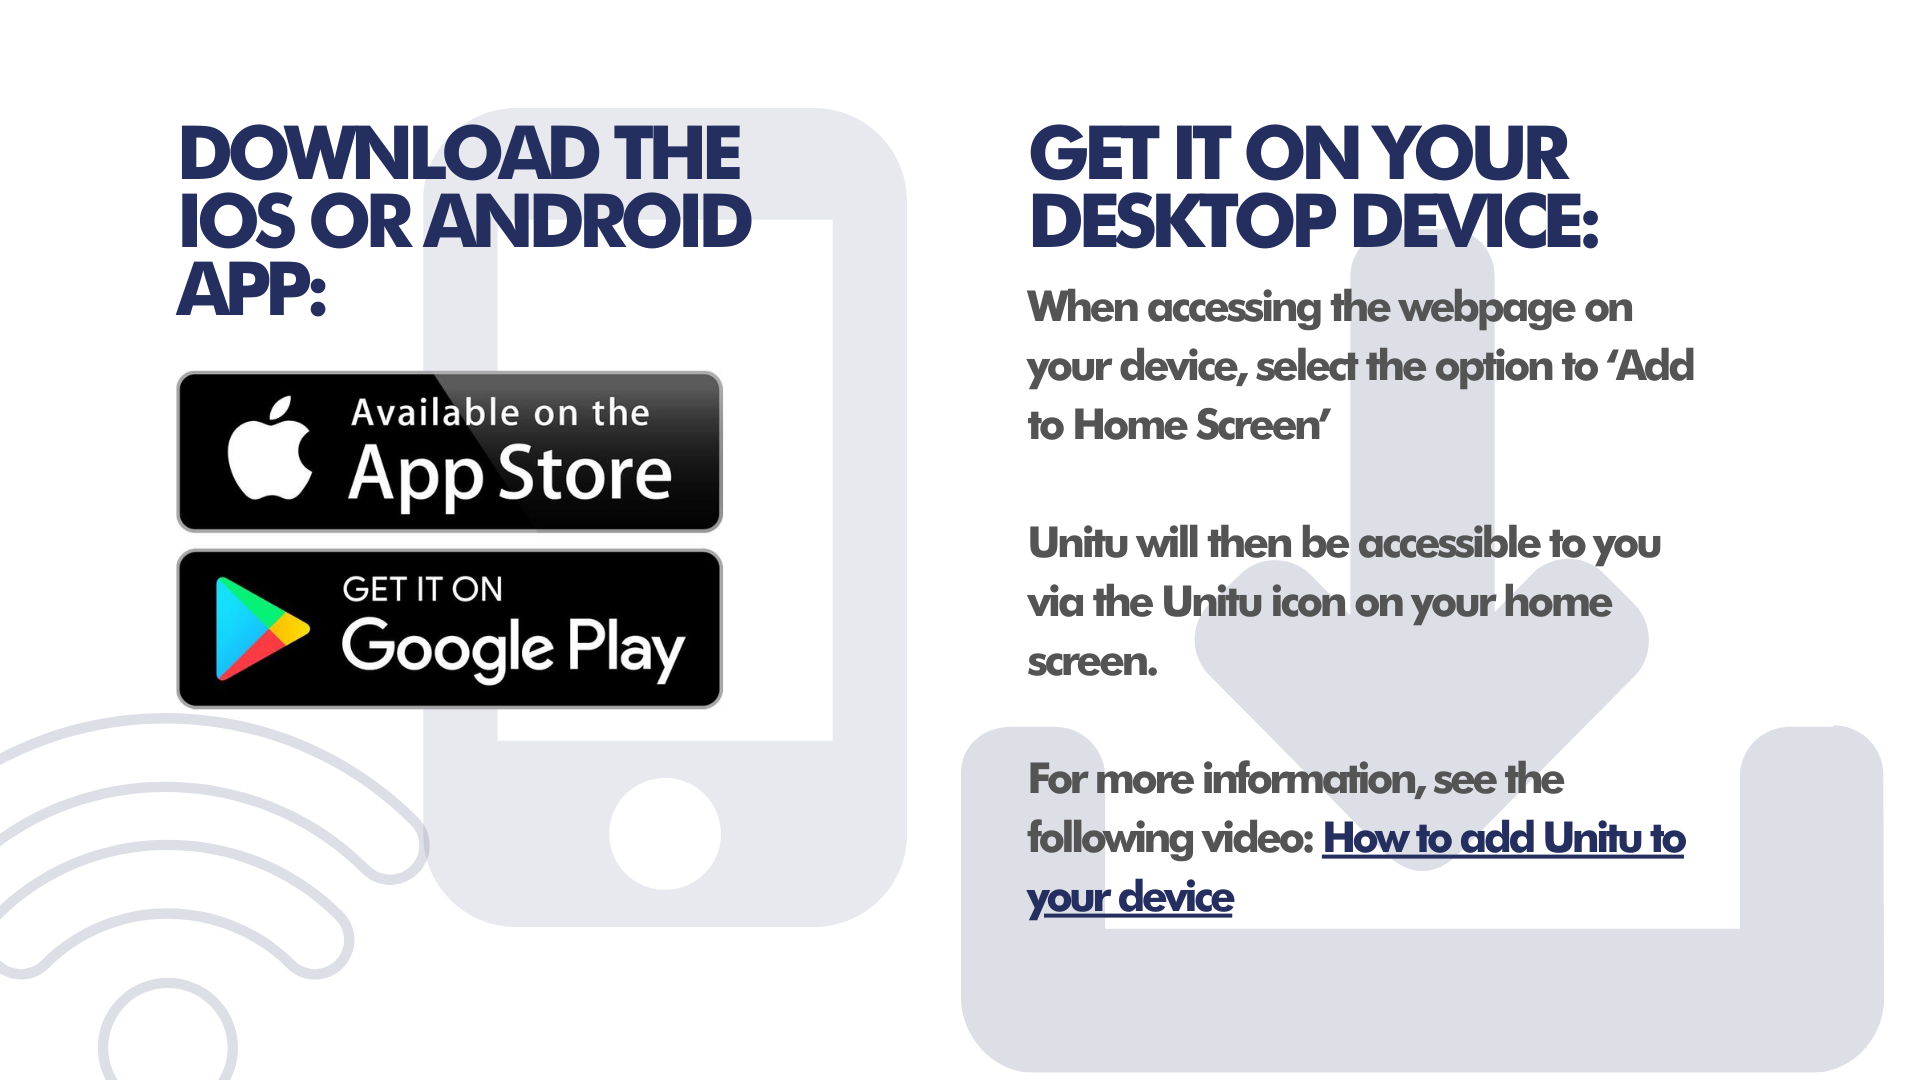 DOWNLOAD THE
IOS OR ANDROID
APP:
Available on the
App Store
GET IT ON
Google Play
GET IT ON YOUR
DESKTOP DEVICE:
When accessing the webpage on
your device, select the option to ‘Add
to Home Screen’
Unitu will then be accessible to you
via the Unitu icon on your home
screen.
For more information, see the
following video: How to add Unitu to
your device